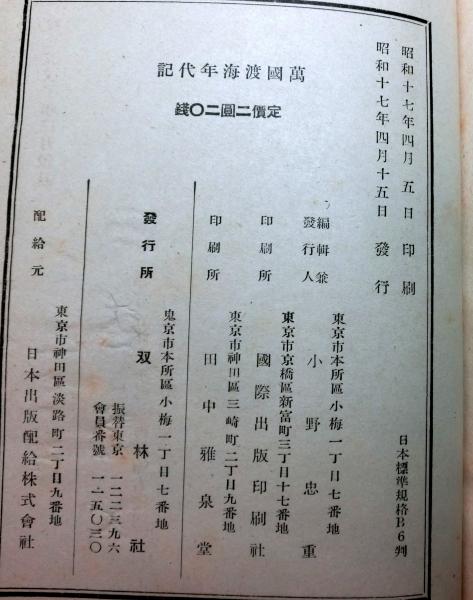 昭和十七年四月五日 印刷
昭和十七年四月十五日 發行
日本標準規格B6判
萬國渡海年代記
定價二圓二〇錢
編輯兼
發行人
東京市本所區小梅一丁目七番地
小野忠重
印刷所
東京市京橋區新富町三丁目十七番地
國際出版印刷社
印刷所
東京市神田區三崎町二丁目九番地
田中雅泉堂
發行所
東京市本所區小梅一丁目七番地
双林社
振替東京 一二二三九六
會員番號 一二五〇三〇
配給元
東京市神田區淡路町二丁目九番地
日本出版配給株式會社